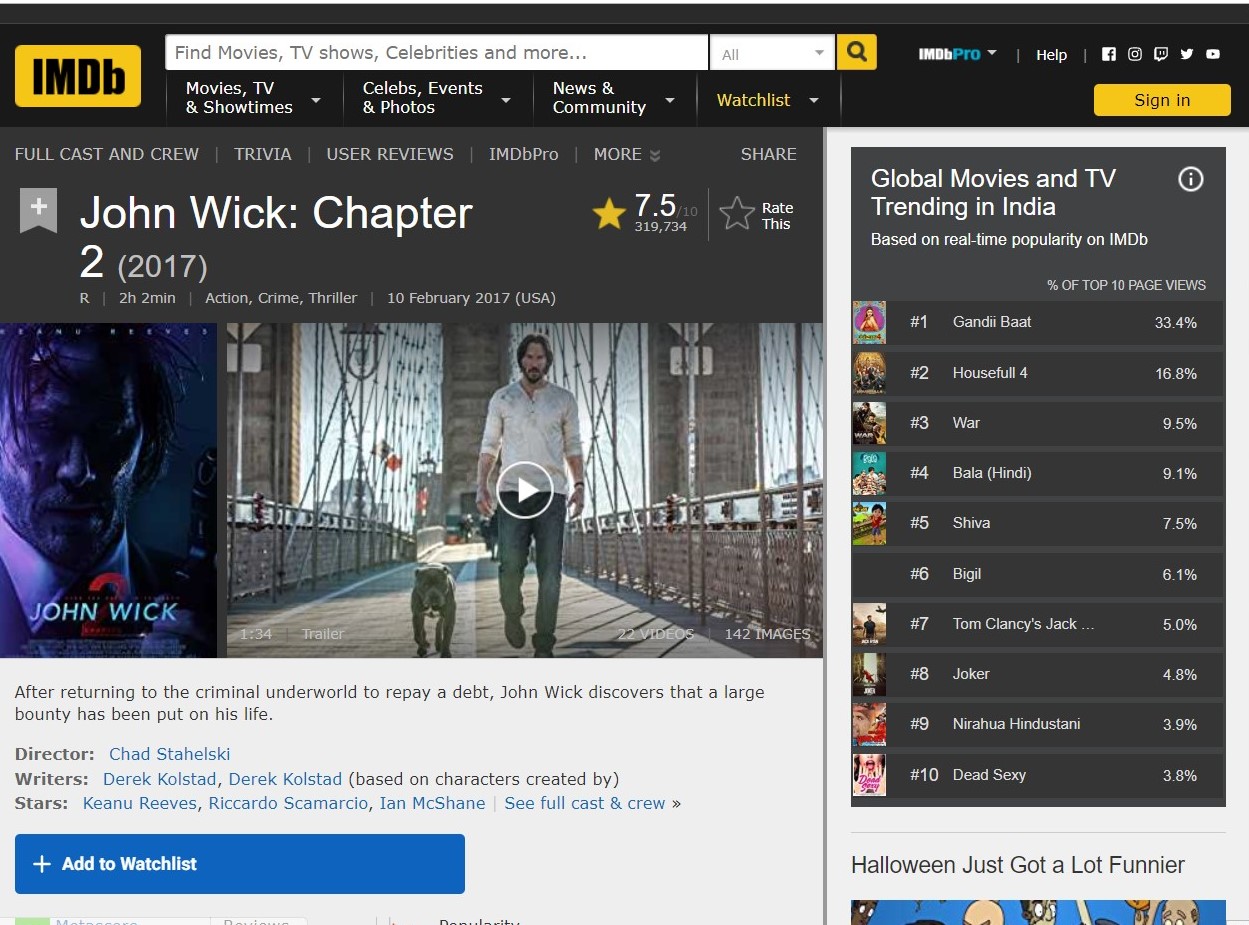 IMDb
Find Movies, TV shows, Celebrities and more...
All
IMDbPro
|
Help
|
Movies, TV
& Showtimes
Celebs, Events
& Photos
News &
Community
Watchlist
Sign in
FULL CAST AND CREW | TRIVIA | USER REVIEWS | IMDbPro | MORE
SHARE
+
John Wick: Chapter
2 (2017)
7.5/10
319,734
Rate
This
R | 2h 2min | Action, Crime, Thriller | 10 February 2017 (USA)
KEANU REEVES
2
JOHN WICK
CHAPTER
1:34 | Trailer
22 VIDEOS | 142 IMAGES
After returning to the criminal underworld to repay a debt, John Wick discovers that a large
bounty has been put on his life.
Director: Chad Stahelski
Writers: Derek Kolstad, Derek Kolstad (based on characters created by)
Stars: Keanu Reeves, Riccardo Scamarcio, Ian McShane | See full cast & crew »
+ Add to Watchlist
Metascore
Reviews
Popularity
Global Movies and TV
Trending in India
Based on real-time popularity on IMDb
% OF TOP 10 PAGE VIEWS
#1 Gandii Baat 33.4%
#2 Housefull 4 16.8%
#3 War 9.5%
#4 Bala (Hindi) 9.1%
#5 Shiva 7.5%
#6 Bigil 6.1%
#7 Tom Clancy's Jack ... 5.0%
#8 Joker 4.8%
#9 Nirahua Hindustani 3.9%
#10 Dead Sexy 3.8%
Halloween Just Got a Lot Funnier